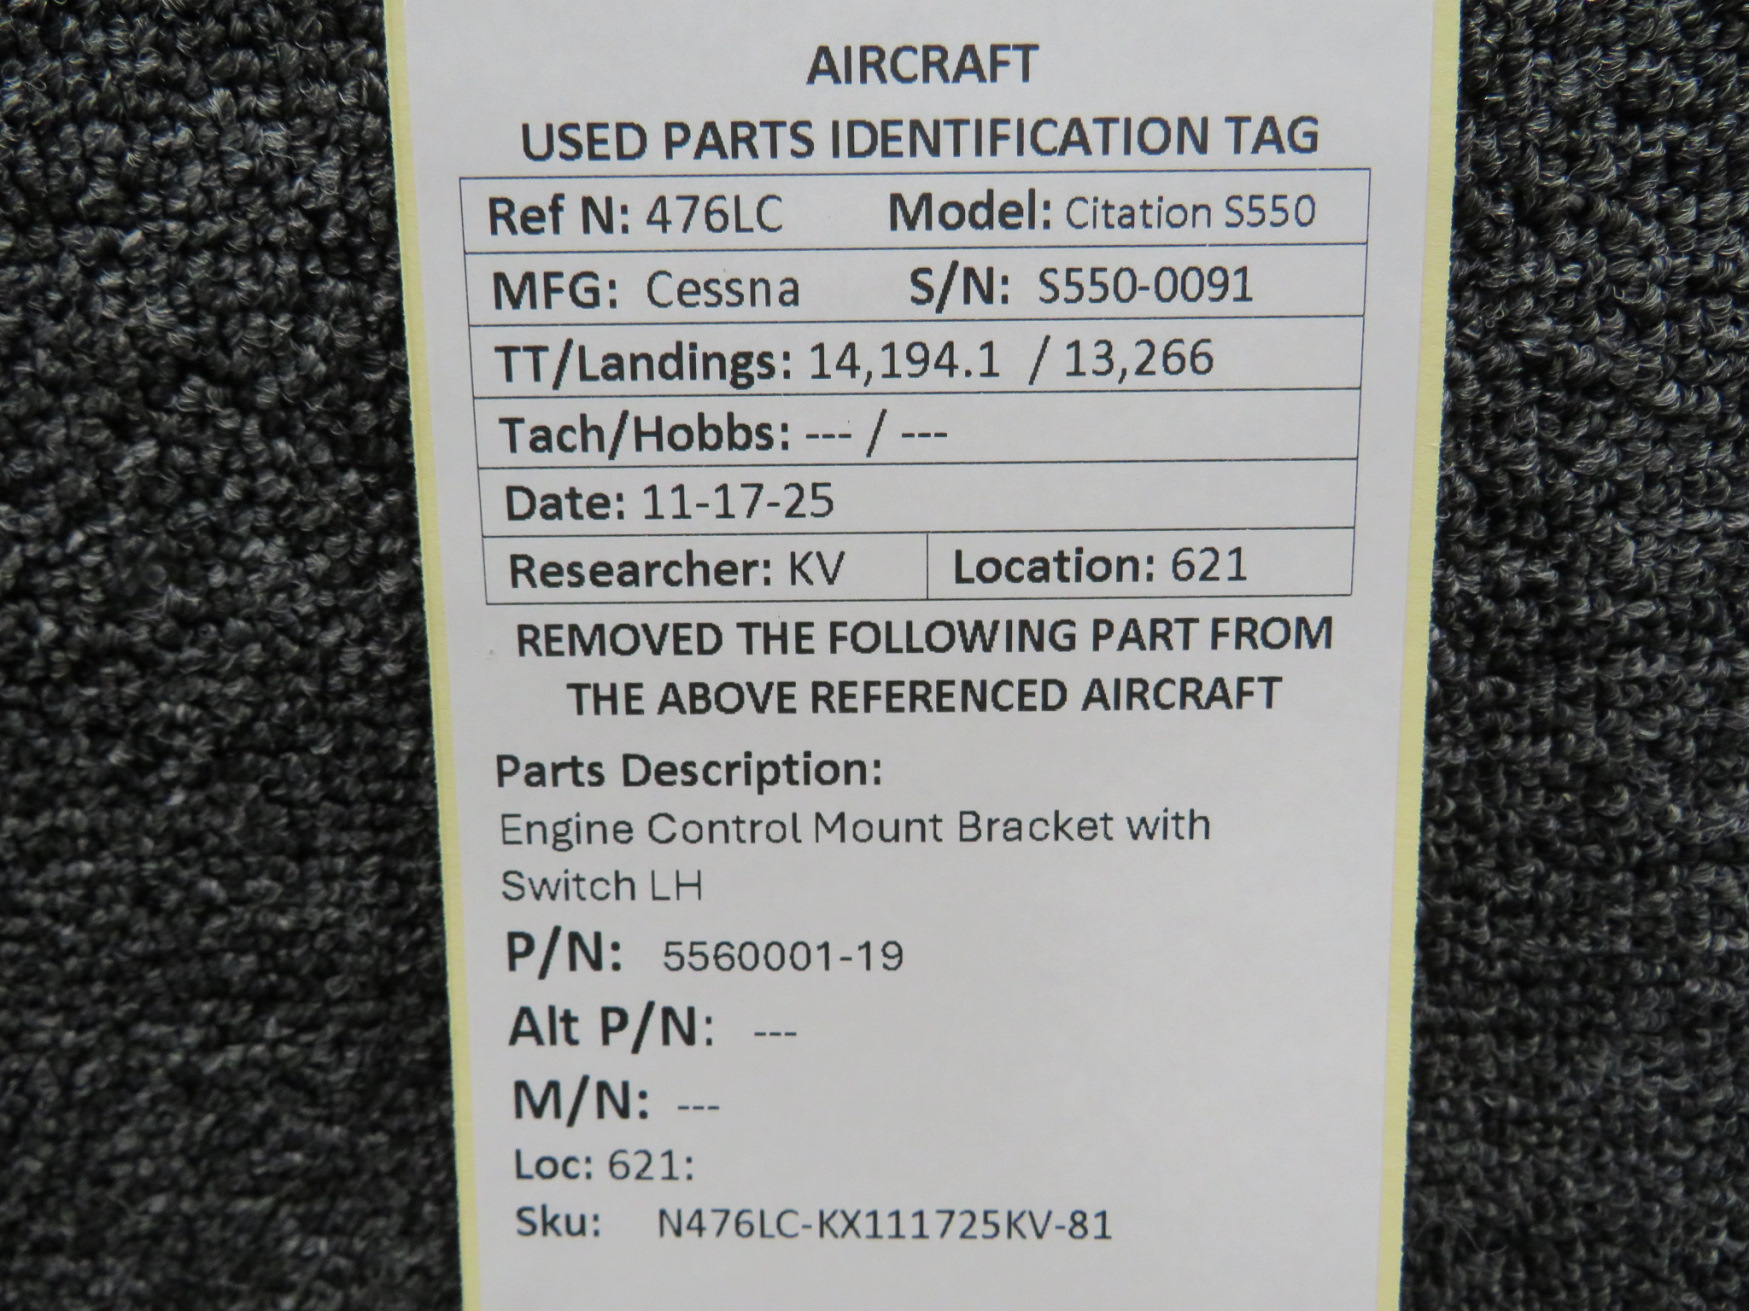 AIRCRAFT
USED PARTS IDENTIFICATION TAG
Ref N: 476LC Model: Citation S550
MFG: Cessna S/N: S550-0091
TT/Landings: 14,194.1 / 13,266
Tach/Hobbs: --- / ---
Date: 11-17-25
Researcher: KV Location: 621
REMOVED THE FOLLOWING PART FROM
THE ABOVE REFERENCED AIRCRAFT
Parts Description:
Engine Control Mount Bracket with
Switch LH
P/N: 5560001-19
Alt P/N: ---
M/N: ---
Loc: 621:
Sku: N476LC-KX111725KV-81